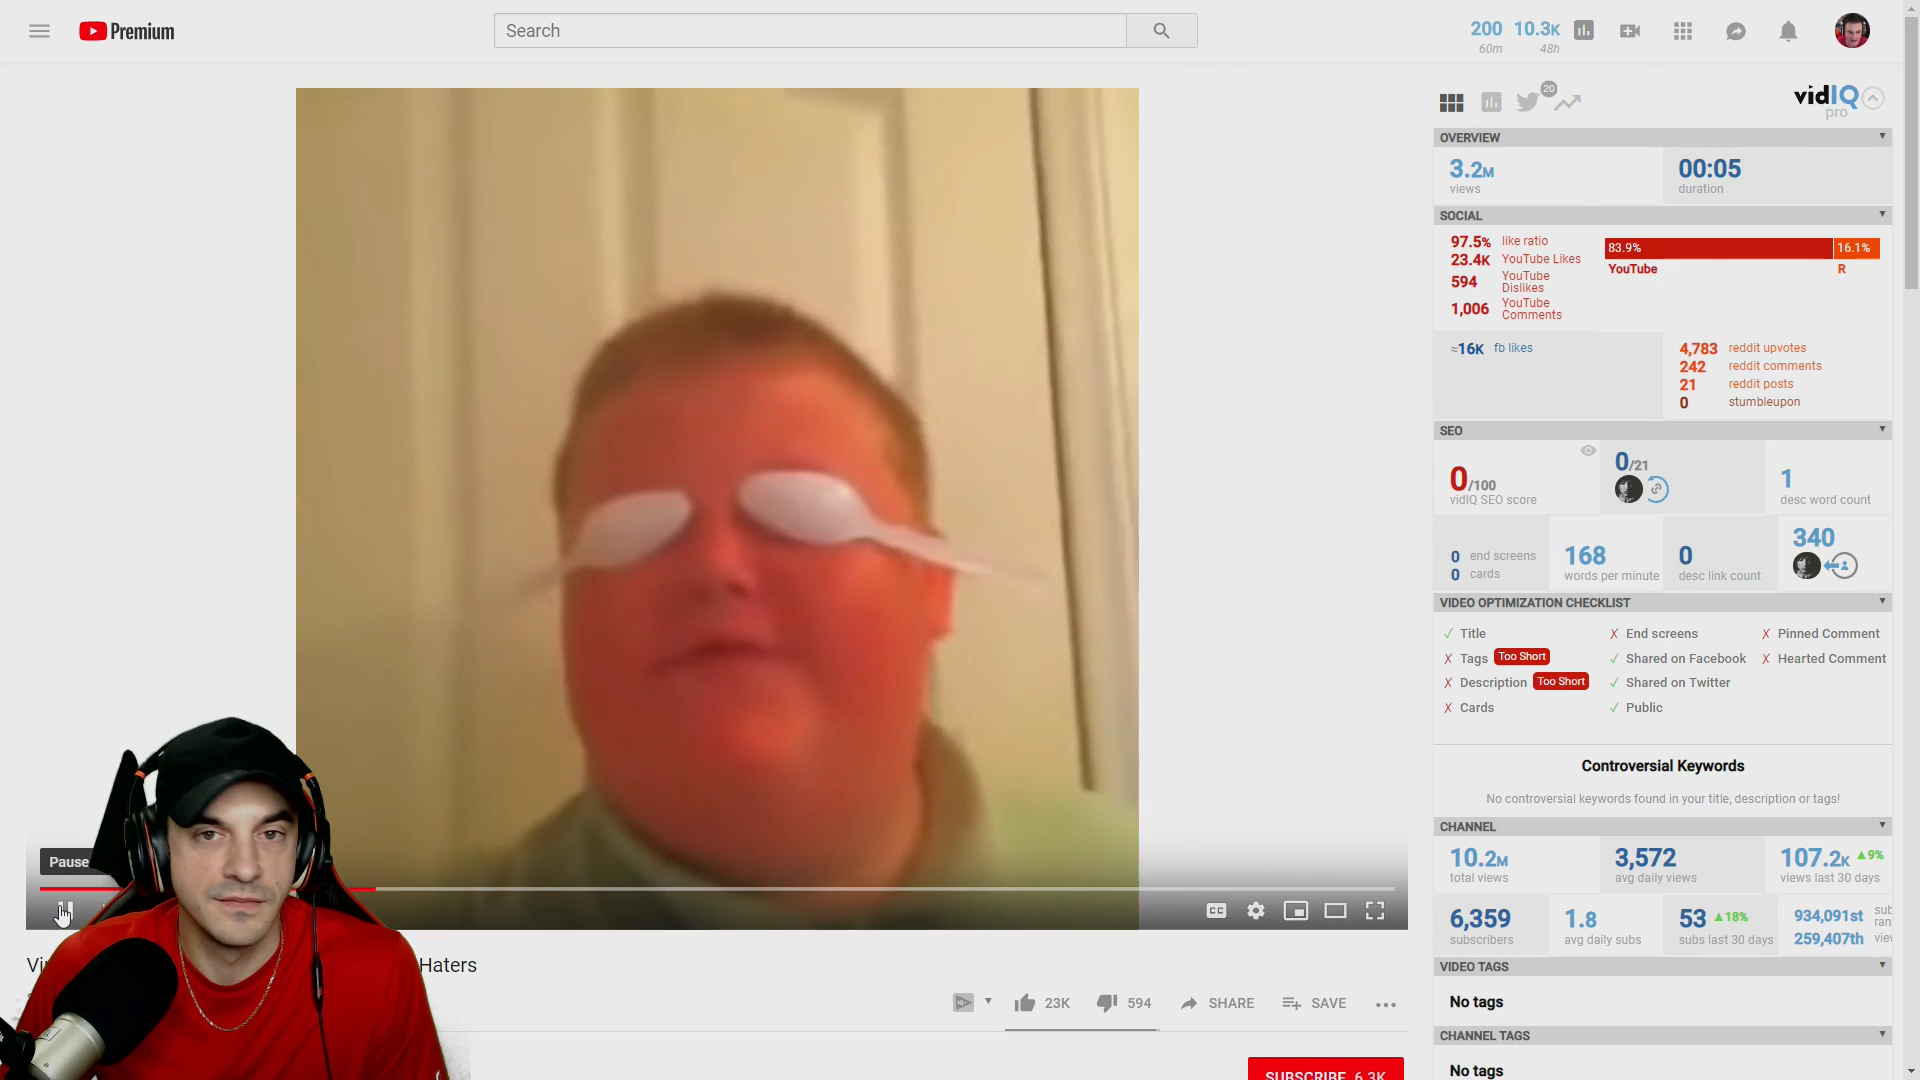 Premium
Search
200 10.3K
60m 48h
20
vidIQ
pro
OVERVIEW
3.2M
views
00:05
duration
SOCIAL
97.5% like ratio
23.4K YouTube Likes
594 YouTube
Dislikes
1,006 YouTube
Comments
83.9% 16.1%
YouTube R
≈16K fb likes
4,783 reddit upvotes
242 reddit comments
21 reddit posts
0 stumbleupon
SEO
0/100
vidIQ SEO score
0/21
1
desc word count
0 end screens
0 cards
168
words per minute
0
desc link count
340
VIDEO OPTIMIZATION CHECKLIST
✓ Title
✗ Tags Too Short
✗ Description Too Short
✗ Cards
✗ End screens
✓ Shared on Facebook
✓ Shared on Twitter
✓ Public
✗ Pinned Comment
✗ Hearted Comment
Controversial Keywords
No controversial keywords found in your title, description or tags!
CHANNEL
10.2M
total views
3,572
avg daily views
107.2K ▲9%
views last 30 days
6,359
subscribers
1.8
avg daily subs
53 ▲18%
subs last 30 days
934,091st
259,407th
VIDEO TAGS
No tags
CHANNEL TAGS
No tags
Pause
CC
Haters
23K 594 SHARE SAVE
SUBSCRIBE 6.3K